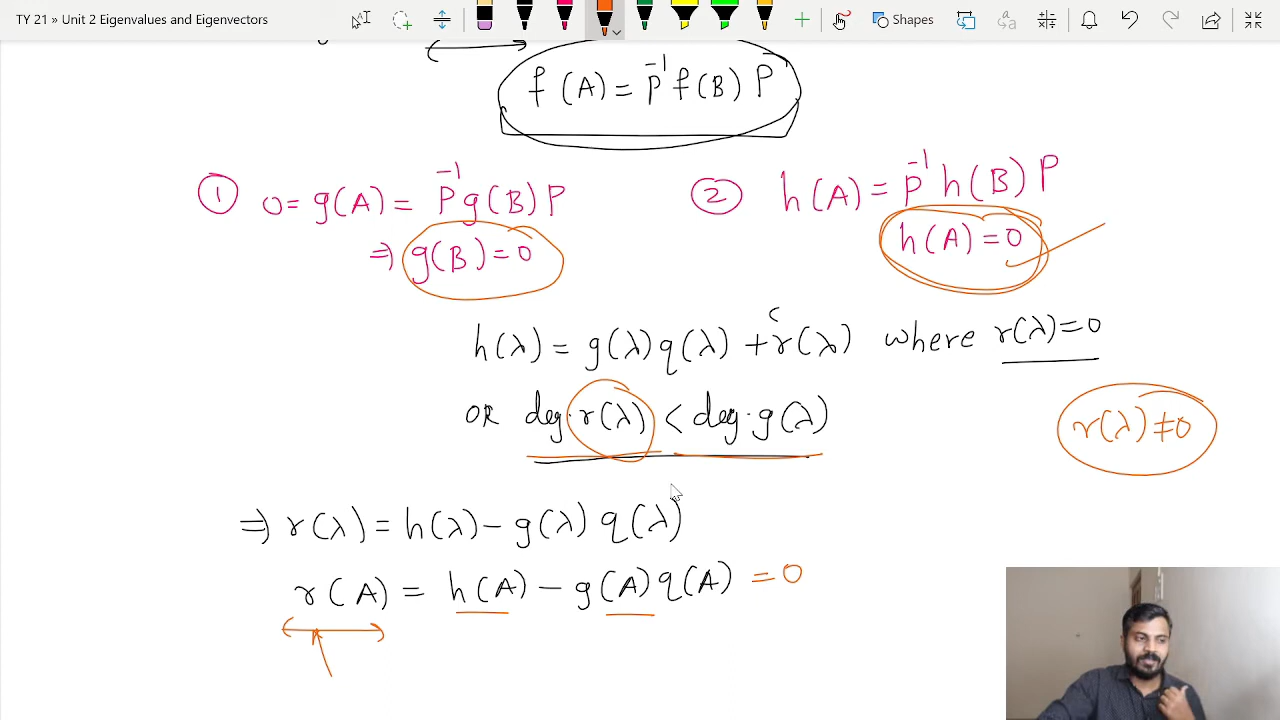 TY 21 » Unit 2 Eigenvalues and Eigenvectors
Shapes
f(A) = P⁻¹ f(B) P
① 0 = g(A) = P⁻¹ g(B) P
⇒ g(B) = 0
② h(A) = P⁻¹ h(B) P
h(A) = 0
h(λ) = g(λ) q(λ) + r(λ) where r(λ) = 0
OR deg. r(λ) < deg. g(λ)
r(λ) ≠ 0
⇒ r(λ) = h(λ) – g(λ) q(λ)
r(A) = h(A) – g(A) q(A) = 0